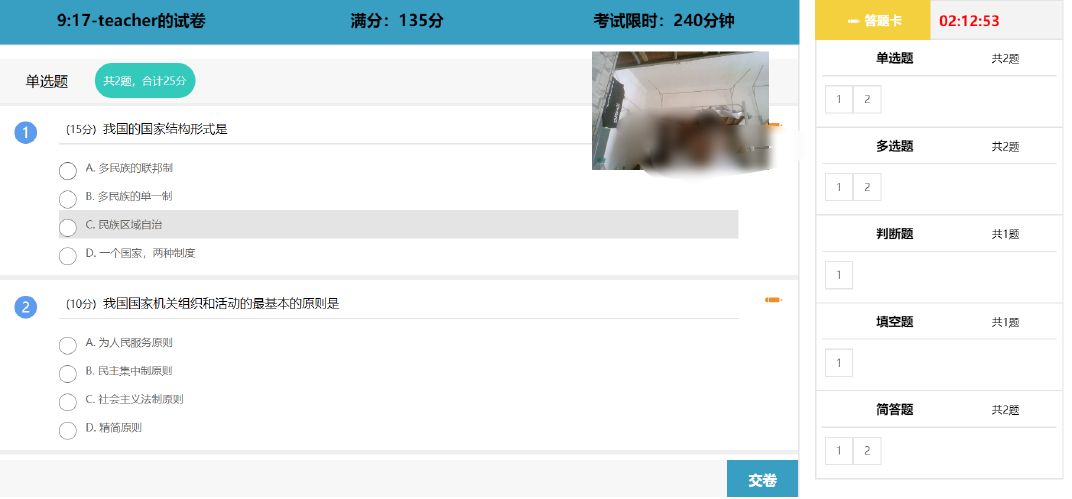 9:17-teacher的试卷 满分：135分 考试限时：240分钟
单选题 共2题，合计25分
1 (15分) 我国的国家结构形式是
A. 多民族的联邦制
B. 多民族的单一制
C. 民族区域自治
D. 一个国家，两种制度
2 (10分) 我国国家机关组织和活动的最基本的原则是
A. 为人民服务原则
B. 民主集中制原则
C. 社会主义法制原则
D. 精简原则
交卷
答题卡 02:12:53
单选题 共2题
1 2
多选题 共2题
1 2
判断题 共1题
1
填空题 共1题
1
简答题 共2题
1 2